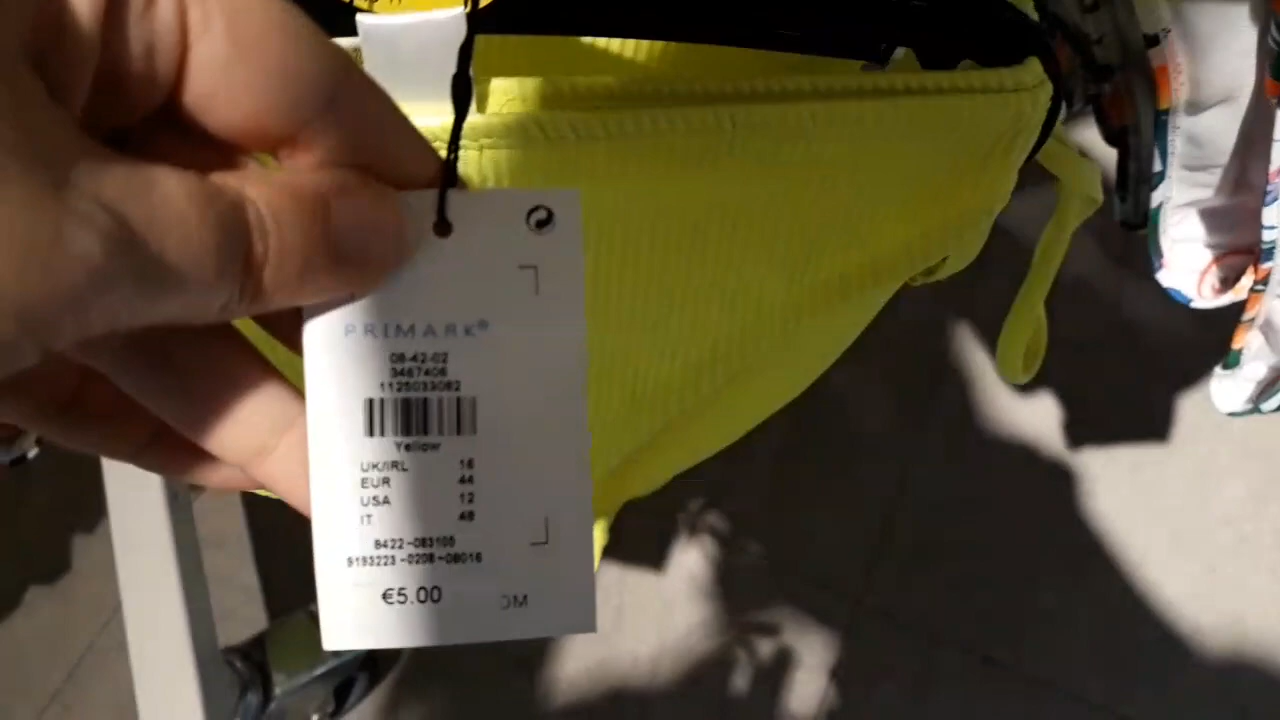 PRIMARK®
08-42-02
3467406
1125033082
Yellow
UK/IRL 16
EUR 44
USA 12
IT 48
8422-083105
9193223-0208-08016
€5.00